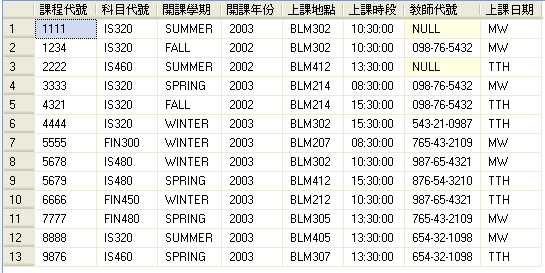 課程代號 科目代號 開課學期 開課年份 上課地點 上課時段 教師代號 上課日期
1 1111 IS320 SUMMER 2003 BLM302 10:30:00 NULL MW
2 1234 IS320 FALL 2002 BLM302 10:30:00 098-76-5432 MW
3 2222 IS460 SUMMER 2002 BLM412 13:30:00 NULL TTH
4 3333 IS320 SPRING 2003 BLM214 08:30:00 098-76-5432 MW
5 4321 IS320 FALL 2002 BLM214 15:30:00 098-76-5432 TTH
6 4444 IS320 WINTER 2003 BLM302 15:30:00 543-21-0987 TTH
7 5555 FIN300 WINTER 2003 BLM207 08:30:00 765-43-2109 MW
8 5678 IS480 WINTER 2003 BLM302 10:30:00 987-65-4321 MW
9 5679 IS480 SPRING 2003 BLM412 15:30:00 876-54-3210 TTH
10 6666 FIN450 WINTER 2003 BLM212 10:30:00 987-65-4321 TTH
11 7777 FIN480 SPRING 2003 BLM305 13:30:00 765-43-2109 MW
12 8888 IS320 SUMMER 2003 BLM405 13:30:00 654-32-1098 MW
13 9876 IS460 SPRING 2003 BLM307 13:30:00 654-32-1098 TTH